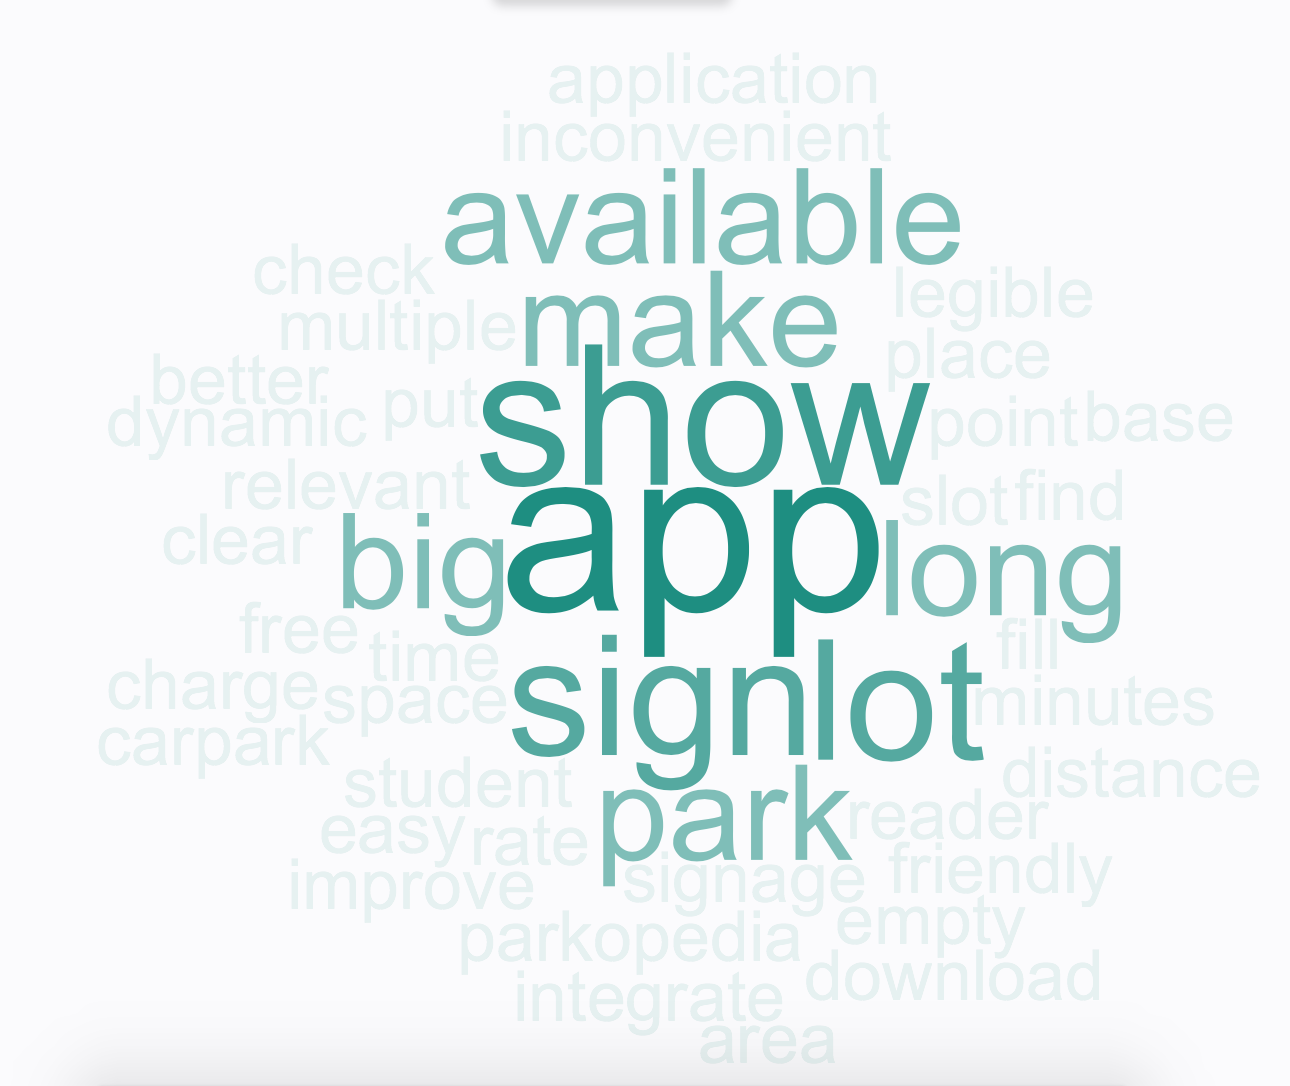 application
inconvenient
available
check
legible
make
multiple
place
better
show
put
dynamic
point
base
relevant
slot
find
app
clear
big
long
free
fill
time
charge
space
sign
lot
minutes
carpark
distance
student
park
reader
easy
rate
improve
signage
friendly
empty
parkopedia
download
integrate
area